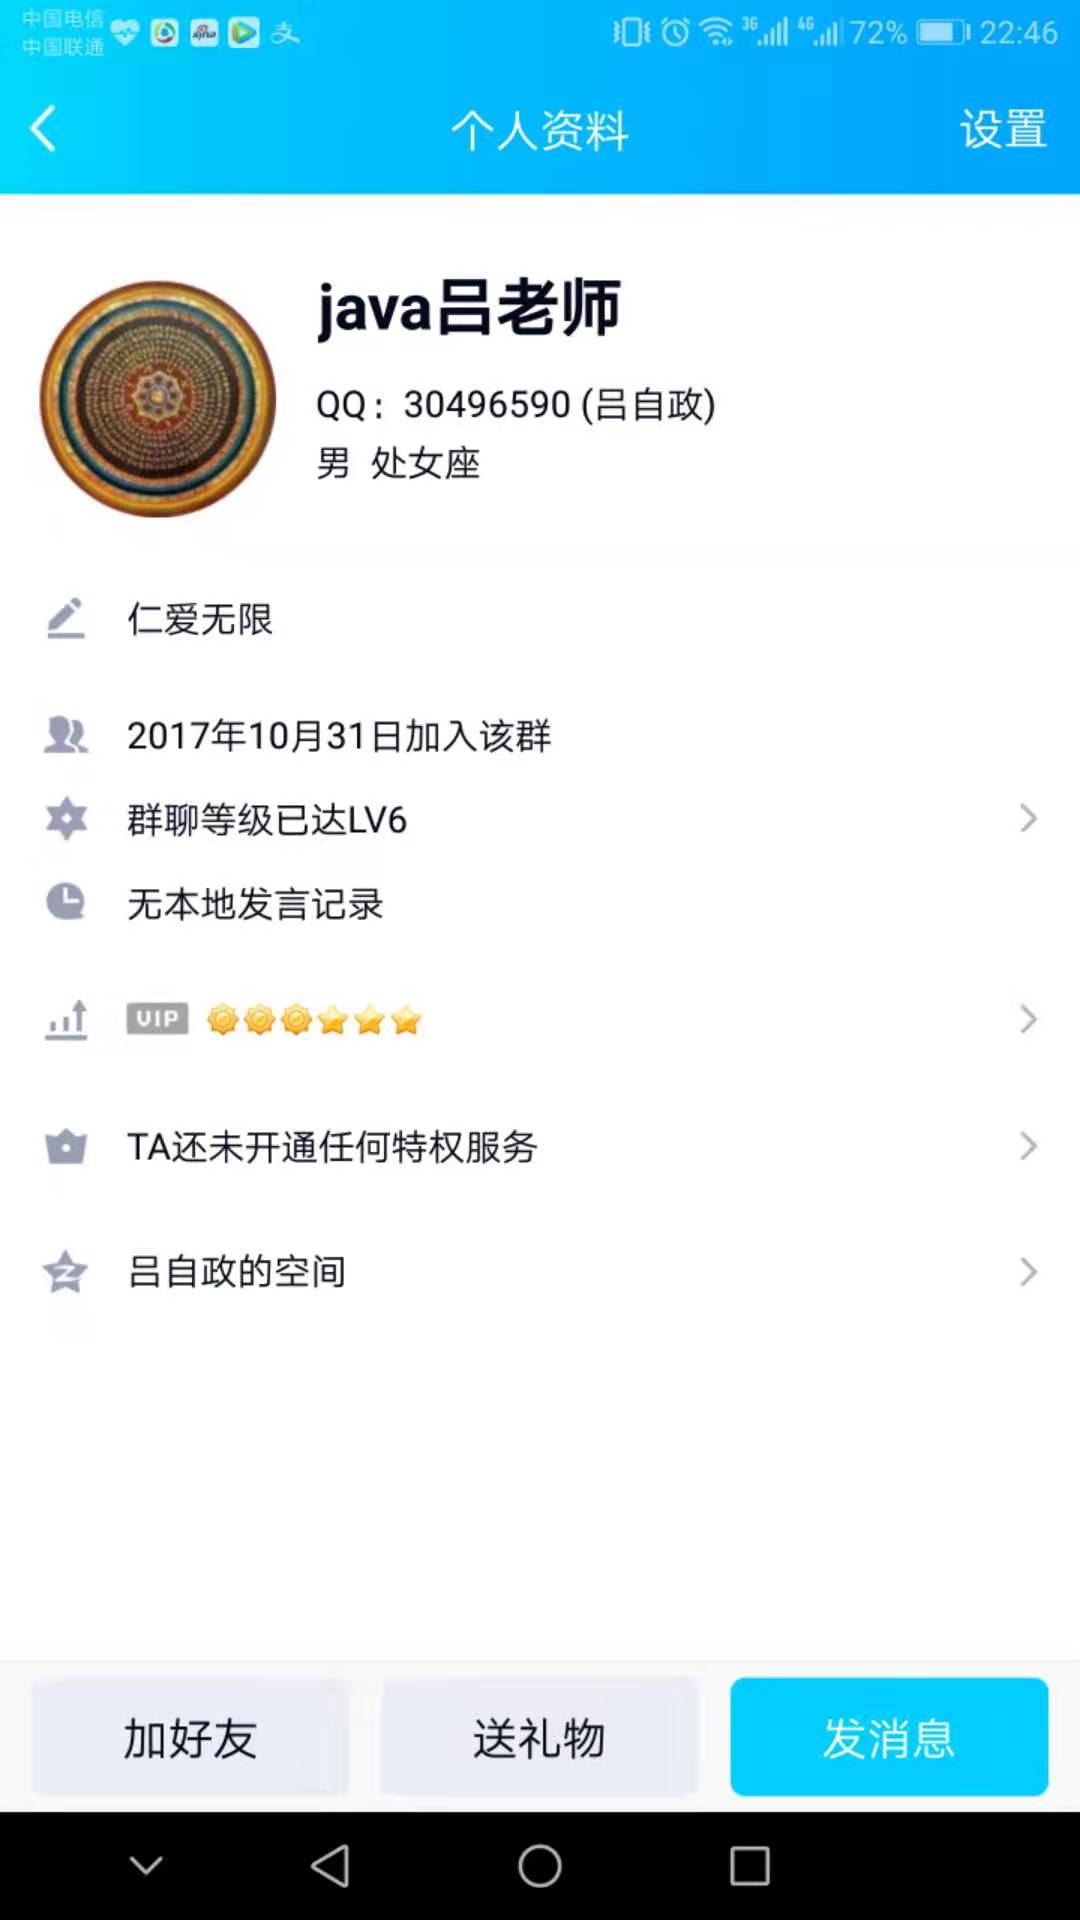 中国电信
中国联通
3G
4G
72%
22:46
个人资料
设置
java吕老师
QQ：30496590 (吕自政)
男 处女座
仁爱无限
2017年10月31日加入该群
群聊等级已达LV6
无本地发言记录
VIP
TA还未开通任何特权服务
吕自政的空间
加好友
送礼物
发消息